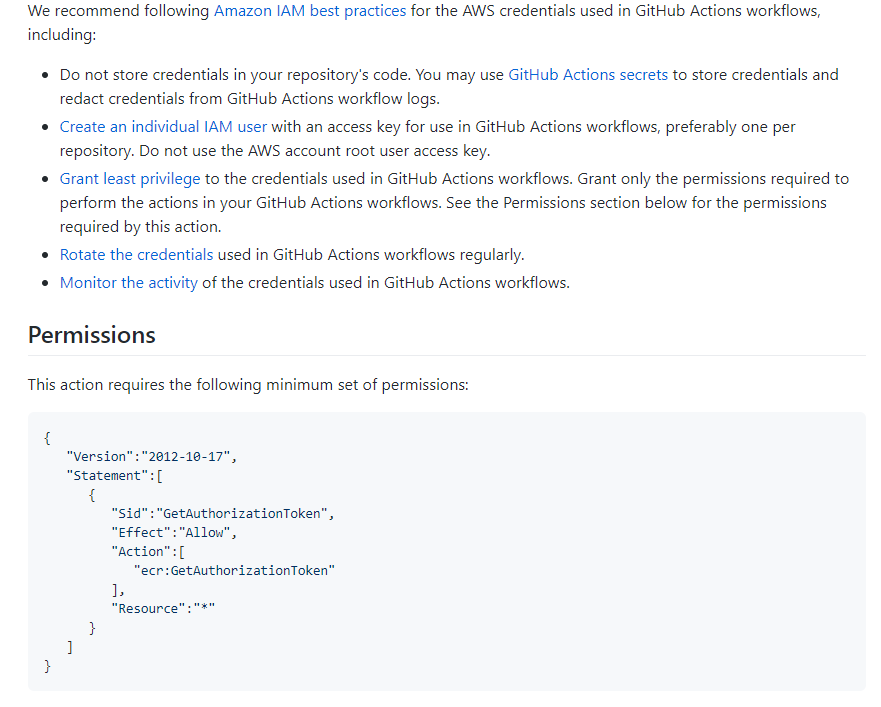 We recommend following Amazon IAM best practices for the AWS credentials used in GitHub Actions workflows,
including:
• Do not store credentials in your repository's code. You may use GitHub Actions secrets to store credentials and
redact credentials from GitHub Actions workflow logs.
• Create an individual IAM user with an access key for use in GitHub Actions workflows, preferably one per
repository. Do not use the AWS account root user access key.
• Grant least privilege to the credentials used in GitHub Actions workflows. Grant only the permissions required to
perform the actions in your GitHub Actions workflows. See the Permissions section below for the permissions
required by this action.
• Rotate the credentials used in GitHub Actions workflows regularly.
• Monitor the activity of the credentials used in GitHub Actions workflows.
Permissions
This action requires the following minimum set of permissions:
{
   "Version":"2012-10-17",
   "Statement":[
      {
         "Sid":"GetAuthorizationToken",
         "Effect":"Allow",
         "Action":[
            "ecr:GetAuthorizationToken"
         ],
         "Resource":"*"
      }
   ]
}